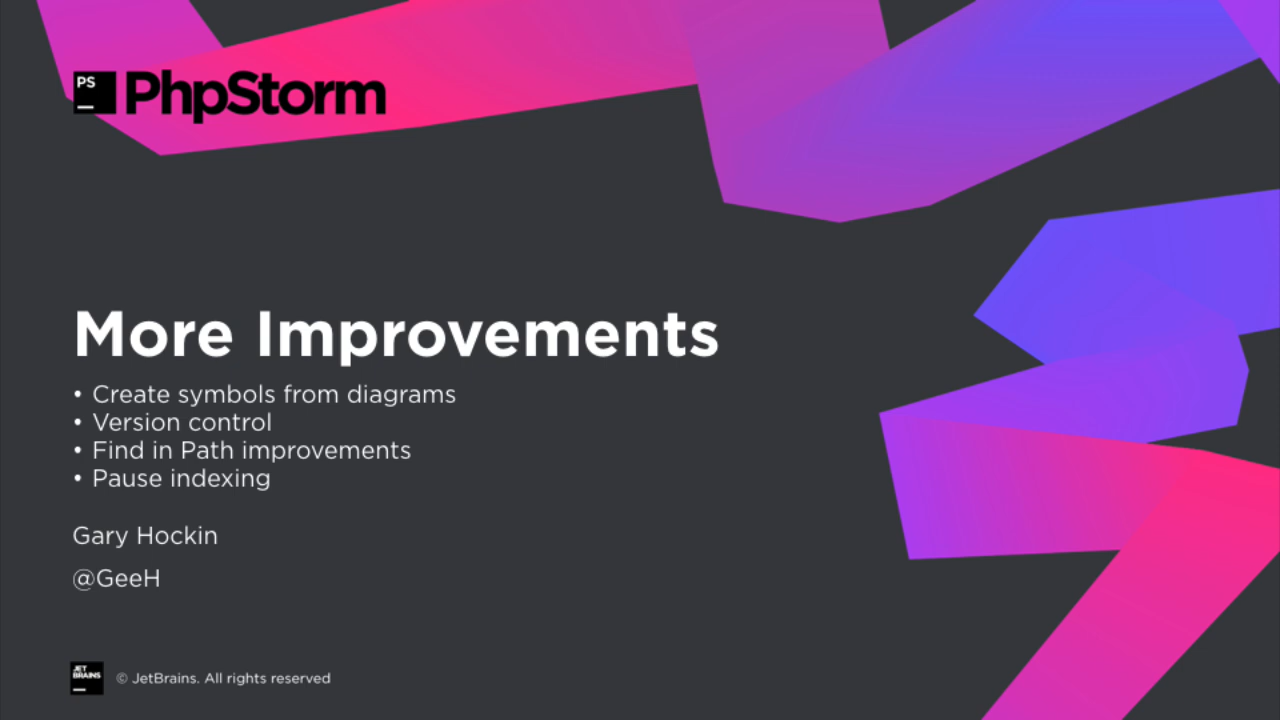 PS
PhpStorm
More Improvements
• Create symbols from diagrams
• Version control
• Find in Path improvements
• Pause indexing
Gary Hockin
@GeeH
JET
BRAINS
© JetBrains. All rights reserved